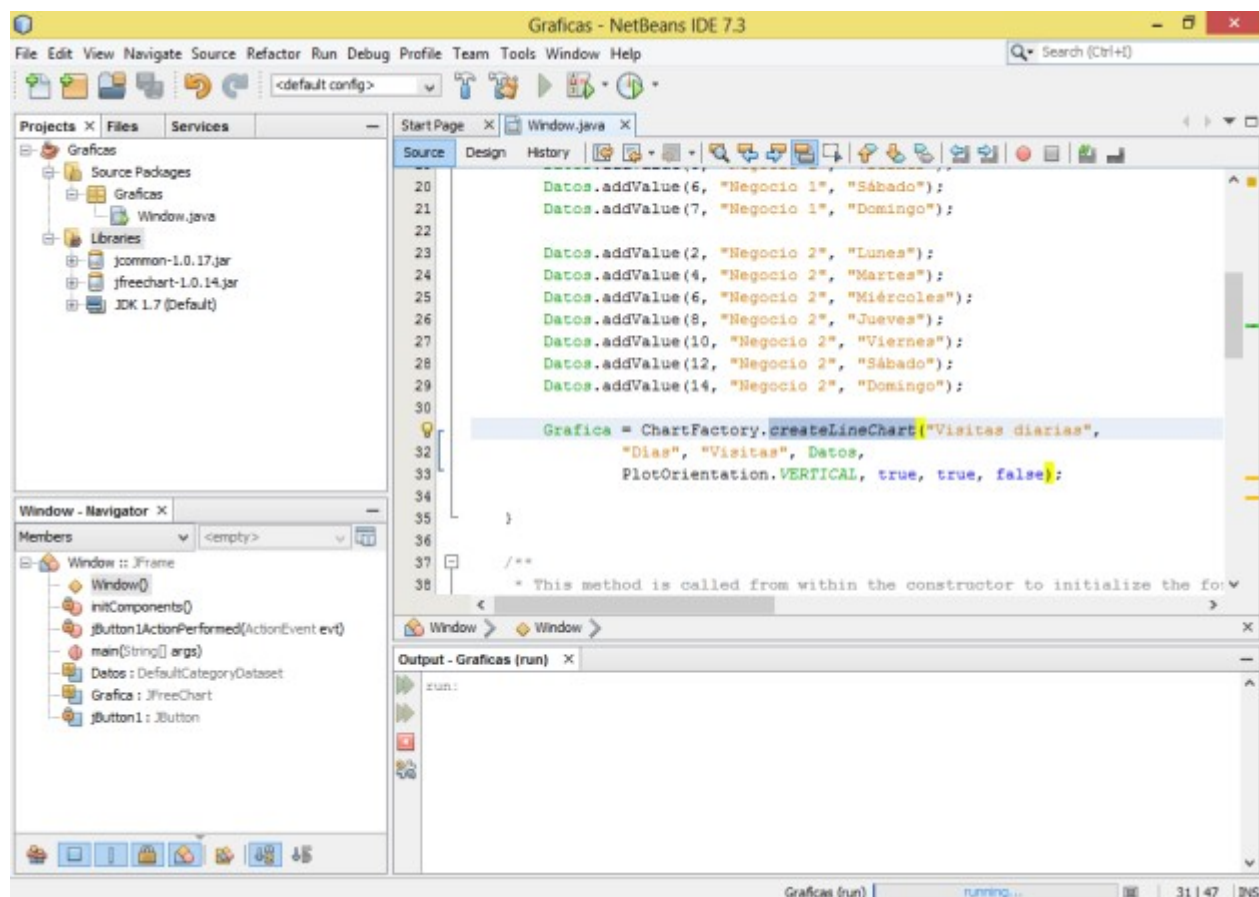 Graficas - NetBeans IDE 7.3
File Edit View Navigate Source Refactor Run Debug Profile Team Tools Window Help
Search (Ctrl+I)
<default config>
Projects Files Services
Graficas
Source Packages
Graficas
Window.java
Libraries
jcommon-1.0.17.jar
jfreechart-1.0.14.jar
JDK 1.7 (Default)
Start Page Window.java
Source Design History
20 Datos.addValue(6, "Negocio 1", "Sábado");
21 Datos.addValue(7, "Negocio 1", "Domingo");
22
23 Datos.addValue(2, "Negocio 2", "Lunes");
24 Datos.addValue(4, "Negocio 2", "Martes");
25 Datos.addValue(6, "Negocio 2", "Miércoles");
26 Datos.addValue(8, "Negocio 2", "Jueves");
27 Datos.addValue(10, "Negocio 2", "Viernes");
28 Datos.addValue(12, "Negocio 2", "Sábado");
29 Datos.addValue(14, "Negocio 2", "Domingo");
30
Grafica = ChartFactory.createLineChart("Visitas diarias",
32 "Días", "Visitas", Datos,
33 PlotOrientation.VERTICAL, true, true, false);
34
35 }
36
37 /**
38 * This method is called from within the constructor to initialize the fo
Window - Navigator
Members <empty>
Window :: JFrame
Window()
initComponents()
jButton1ActionPerformed(ActionEvent evt)
main(String[] args)
Datos : DefaultCategoryDataset
Grafica : JFreeChart
jButton1 : JButton
Window Window
Output - Graficas (run)
run:
Graficas (run) running... 31 | 47 INS